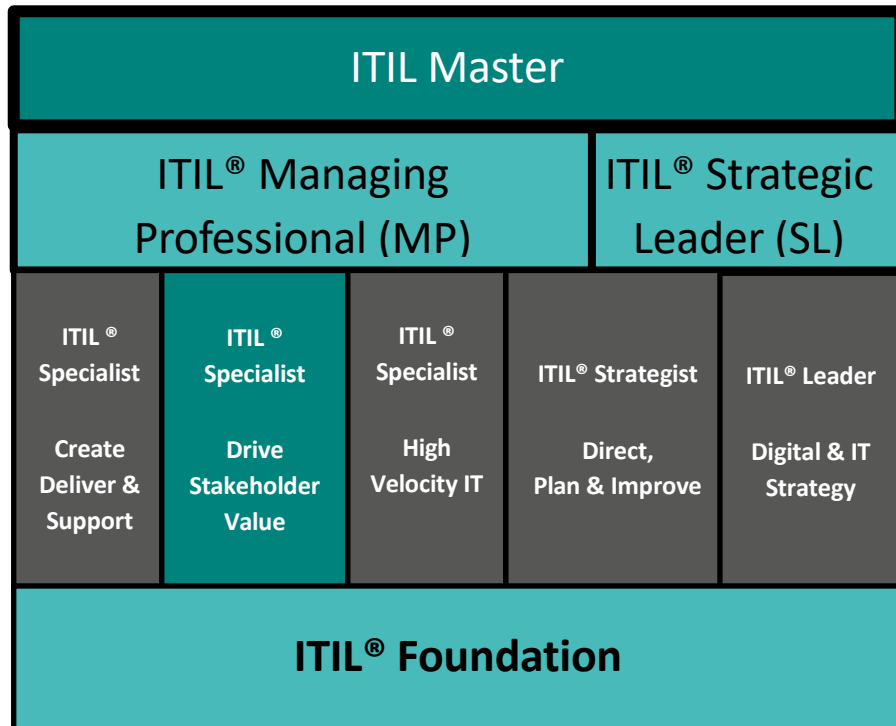 ITIL Master
ITIL® Managing
Professional (MP)
ITIL® Strategic
Leader (SL)
ITIL ®
Specialist
Create
Deliver &
Support
ITIL ®
Specialist
Drive
Stakeholder
Value
ITIL ®
Specialist
High
Velocity IT
ITIL® Strategist
Direct,
Plan & Improve
ITIL® Leader
Digital & IT
Strategy
ITIL® Foundation